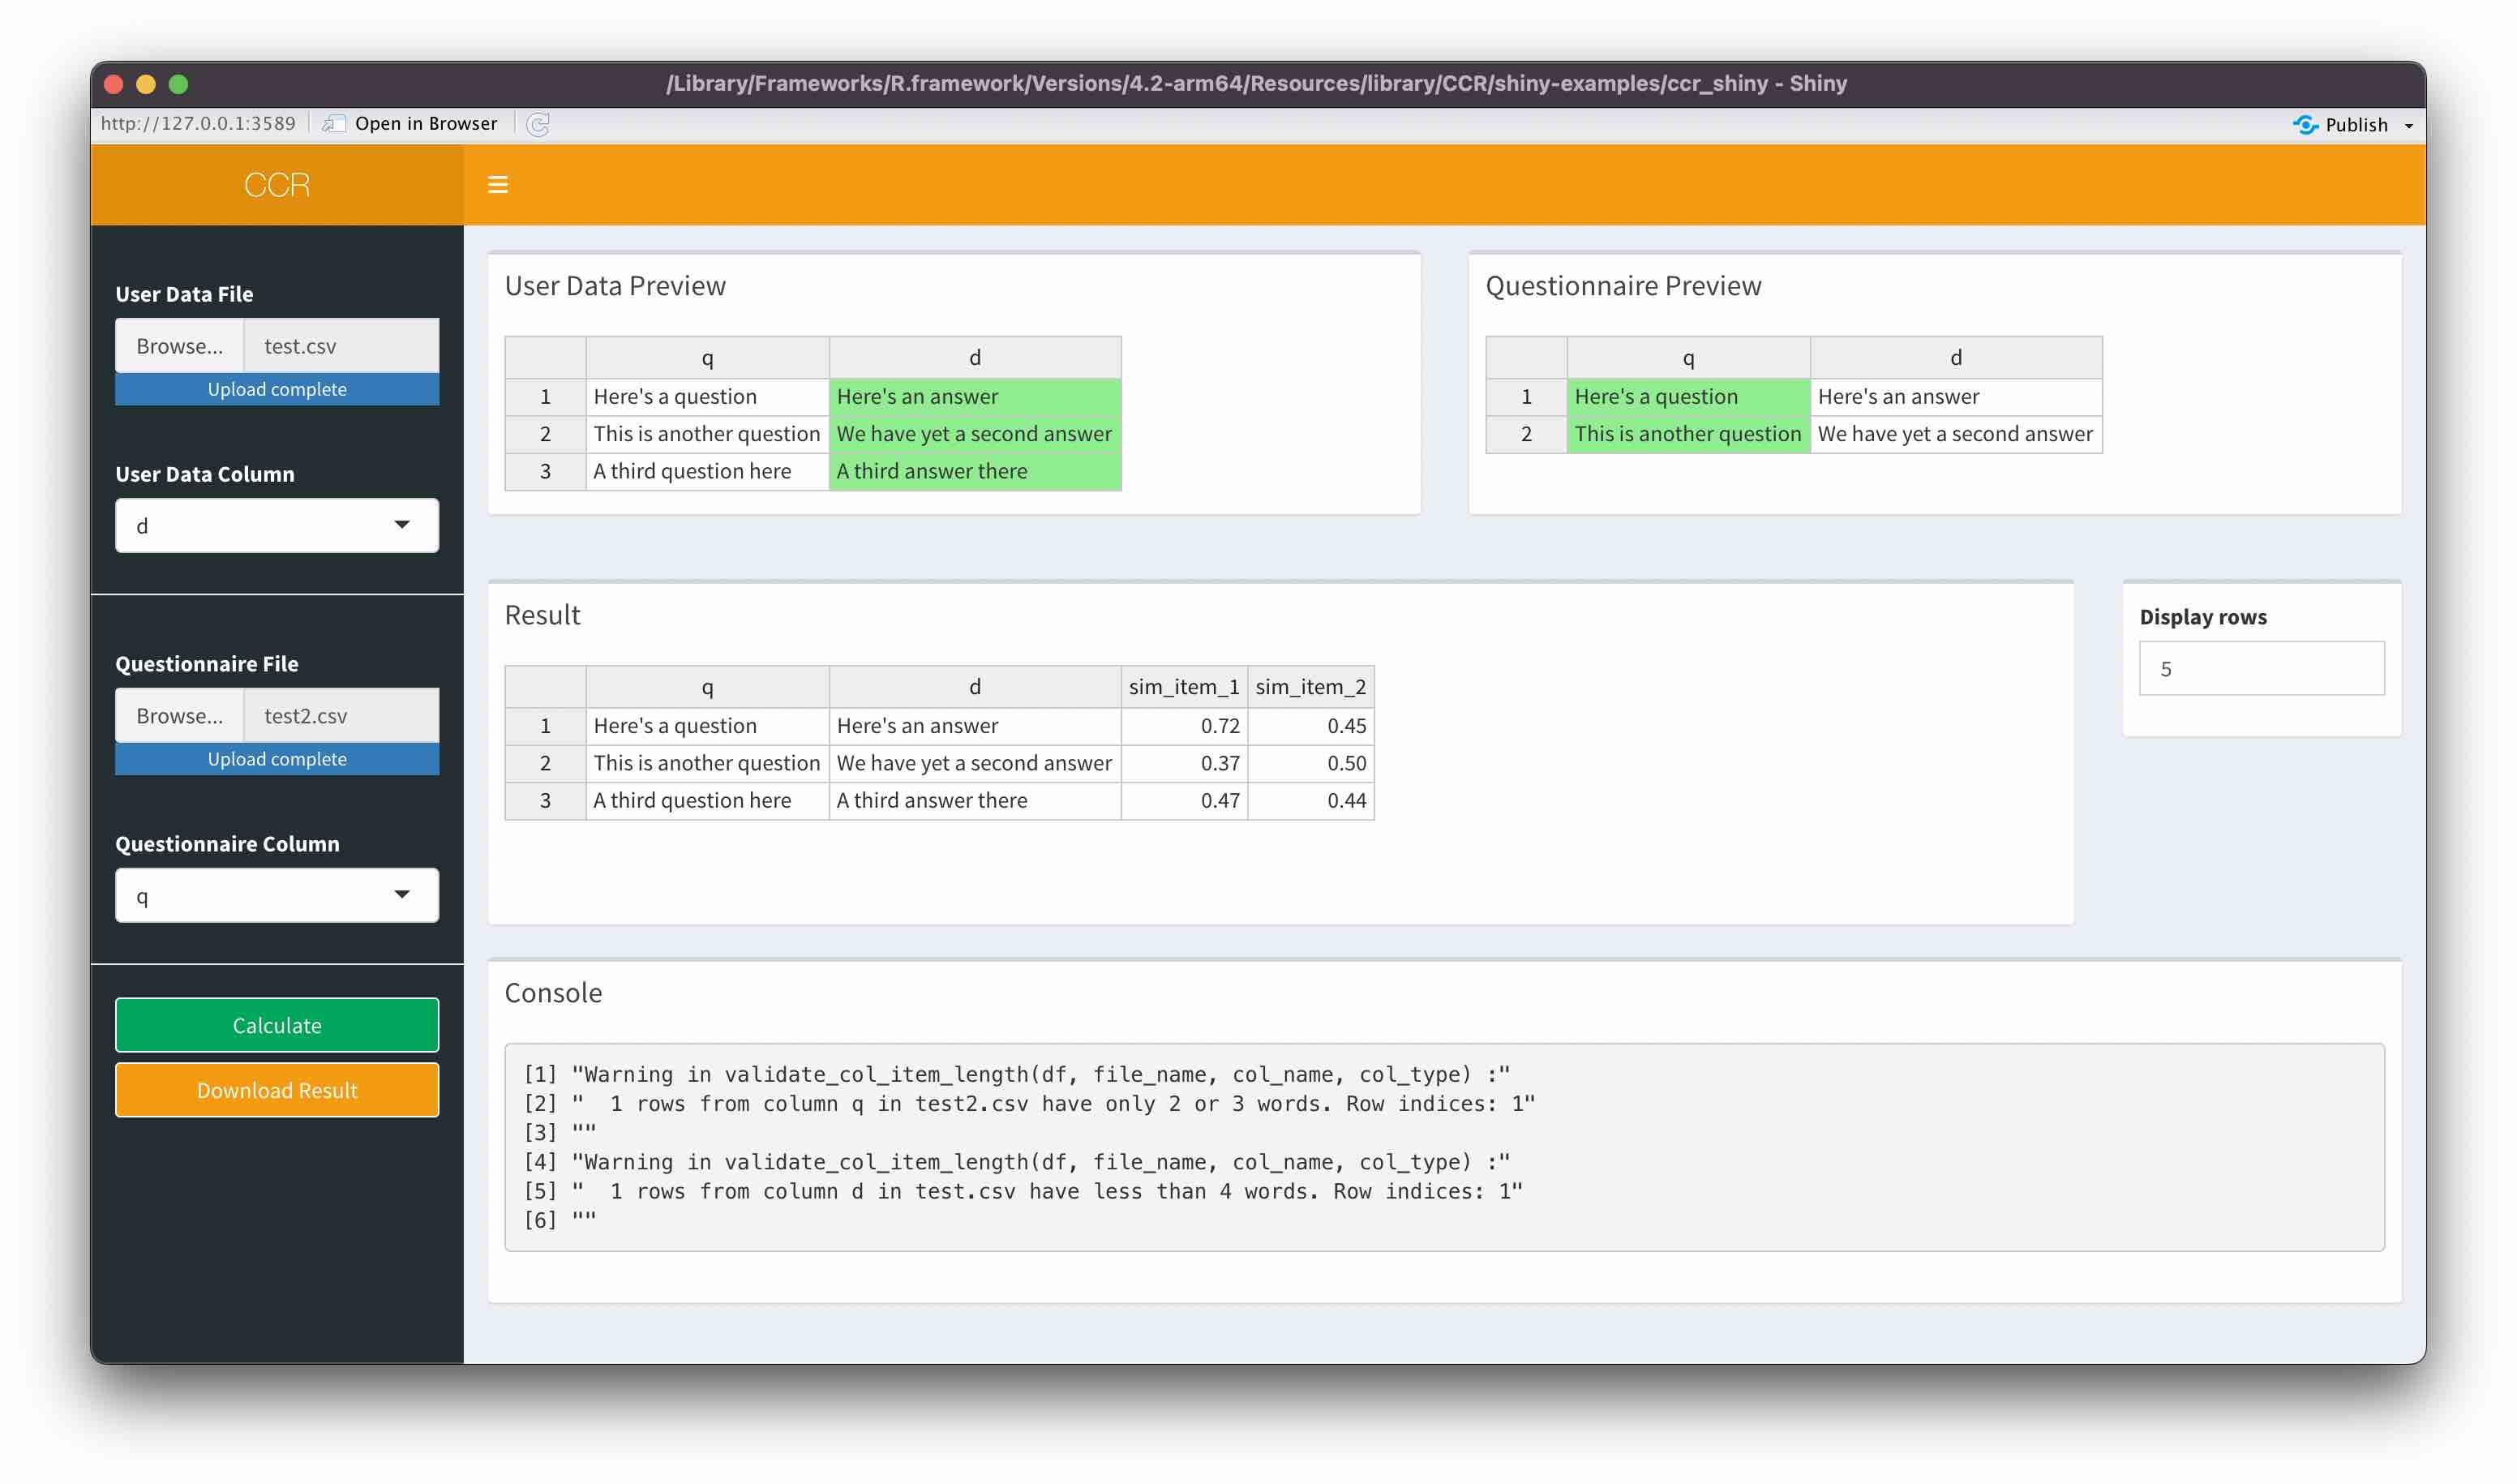 /Library/Frameworks/R.framework/Versions/4.2-arm64/Resources/library/CCR/shiny-examples/ccr_shiny - Shiny
http://127.0.0.1:3589 Open in Browser Publish
CCR
User Data File
Browse... test.csv
Upload complete
User Data Column
d
Questionnaire File
Browse... test2.csv
Upload complete
Questionnaire Column
q
Calculate
Download Result
User Data Preview
q d
1 Here's a question Here's an answer
2 This is another question We have yet a second answer
3 A third question here A third answer there
Questionnaire Preview
q d
1 Here's a question Here's an answer
2 This is another question We have yet a second answer
Result
q d sim_item_1 sim_item_2
1 Here's a question Here's an answer 0.72 0.45
2 This is another question We have yet a second answer 0.37 0.50
3 A third question here A third answer there 0.47 0.44
Display rows
5
Console
[1] "Warning in validate_col_item_length(df, file_name, col_name, col_type) :"
[2] "  1 rows from column q in test2.csv have only 2 or 3 words. Row indices: 1"
[3] ""
[4] "Warning in validate_col_item_length(df, file_name, col_name, col_type) :"
[5] "  1 rows from column d in test.csv have less than 4 words. Row indices: 1"
[6] ""